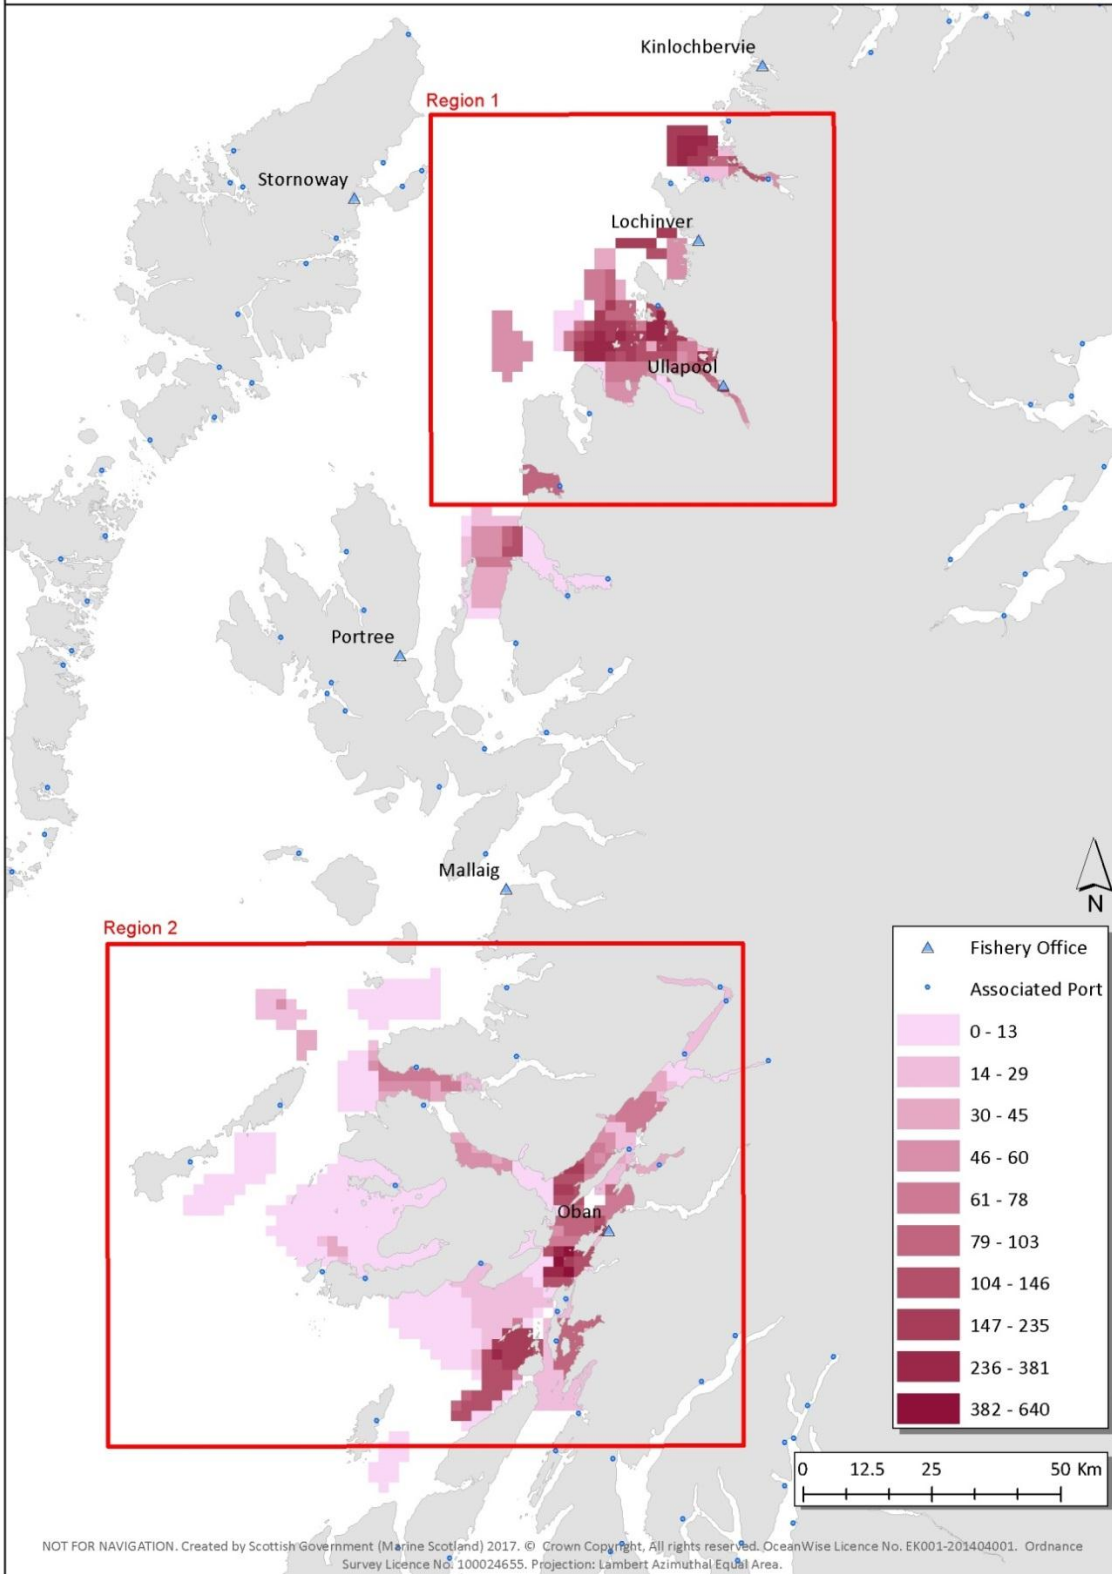 Kinlochbervie
Region 1
Stornoway
Lochinver
Ullapool
Portree
Mallaig
N
Region 2
Fishery Office
Associated Port
0 - 13
14 - 29
30 - 45
46 - 60
61 - 78
79 - 103
104 - 146
147 - 235
236 - 381
382 - 640
Oban
0 12.5 25 50 Km
NOT FOR NAVIGATION. Created by Scottish Government (Marine Scotland) 2017. © Crown Copyright, All rights reserved. OceanWise Licence No. EK001-201404001. Ordnance
Survey Licence No. 100024655. Projection: Lambert Azimuthal Equal Area.